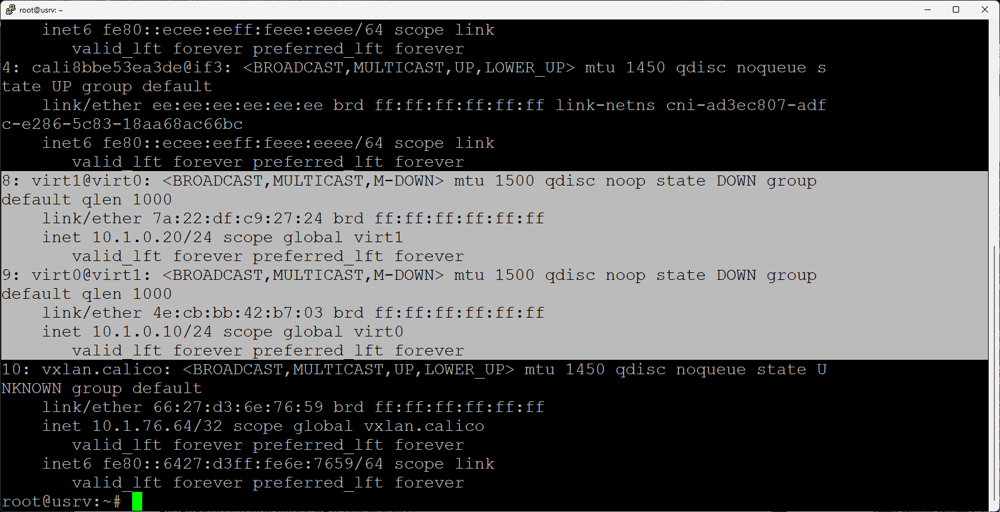 root@usrv: ~
    inet6 fe80::ecee:eeff:feee:eeee/64 scope link
       valid_lft forever preferred_lft forever
4: cali8bbe53ea3de@if3: <BROADCAST,MULTICAST,UP,LOWER_UP> mtu 1450 qdisc noqueue s
tate UP group default
    link/ether ee:ee:ee:ee:ee:ee brd ff:ff:ff:ff:ff:ff link-netns cni-ad3ec807-adf
c-e286-5c83-18aa68ac66bc
    inet6 fe80::ecee:eeff:feee:eeee/64 scope link
       valid_lft forever preferred_lft forever
8: virt1@virt0: <BROADCAST,MULTICAST,M-DOWN> mtu 1500 qdisc noop state DOWN group
default qlen 1000
    link/ether 7a:22:df:c9:27:24 brd ff:ff:ff:ff:ff:ff
    inet 10.1.0.20/24 scope global virt1
       valid_lft forever preferred_lft forever
9: virt0@virt1: <BROADCAST,MULTICAST,M-DOWN> mtu 1500 qdisc noop state DOWN group
default qlen 1000
    link/ether 4e:cb:bb:42:b7:03 brd ff:ff:ff:ff:ff:ff
    inet 10.1.0.10/24 scope global virt0
       valid_lft forever preferred_lft forever
10: vxlan.calico: <BROADCAST,MULTICAST,UP,LOWER_UP> mtu 1450 qdisc noqueue state U
NKNOWN group default
    link/ether 66:27:d3:6e:76:59 brd ff:ff:ff:ff:ff:ff
    inet 10.1.76.64/32 scope global vxlan.calico
       valid_lft forever preferred_lft forever
    inet6 fe80::6427:d3ff:fe6e:7659/64 scope link
       valid_lft forever preferred_lft forever
root@usrv:~#